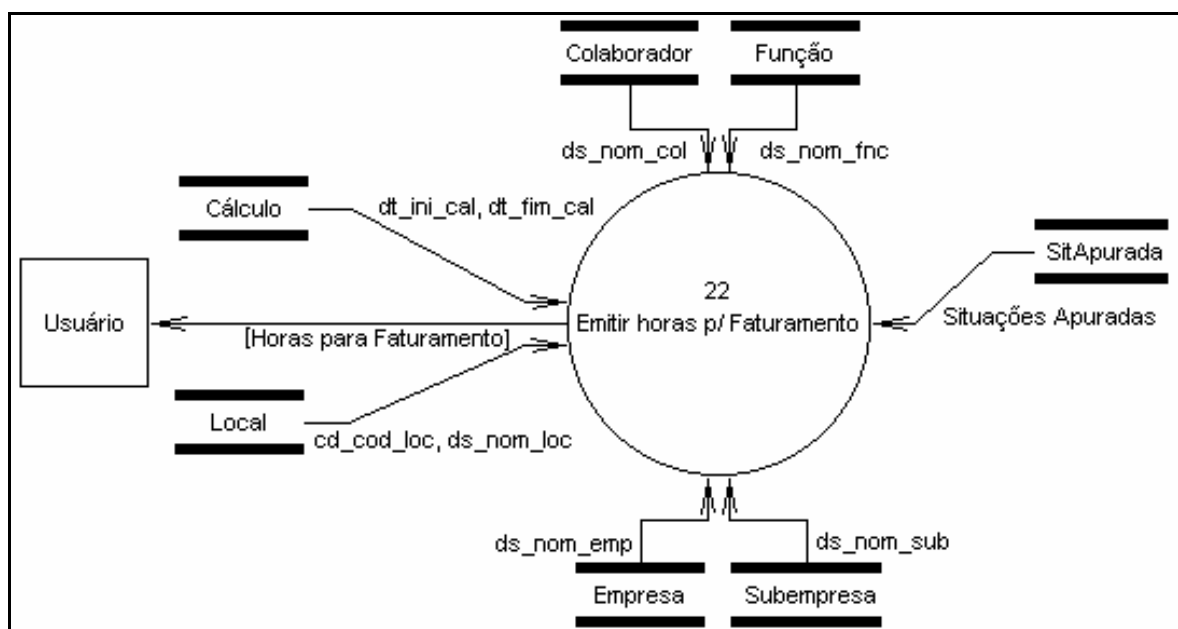 Colaborador
Função
ds_nom_col
ds_nom_fnc
Cálculo
dt_ini_cal, dt_fim_cal
SitApurada
22
Emitir horas p/ Faturamento
Situações Apuradas
Usuário
[Horas para Faturamento]
Local
cd_cod_loc, ds_nom_loc
ds_nom_emp
ds_nom_sub
Empresa
Subempresa